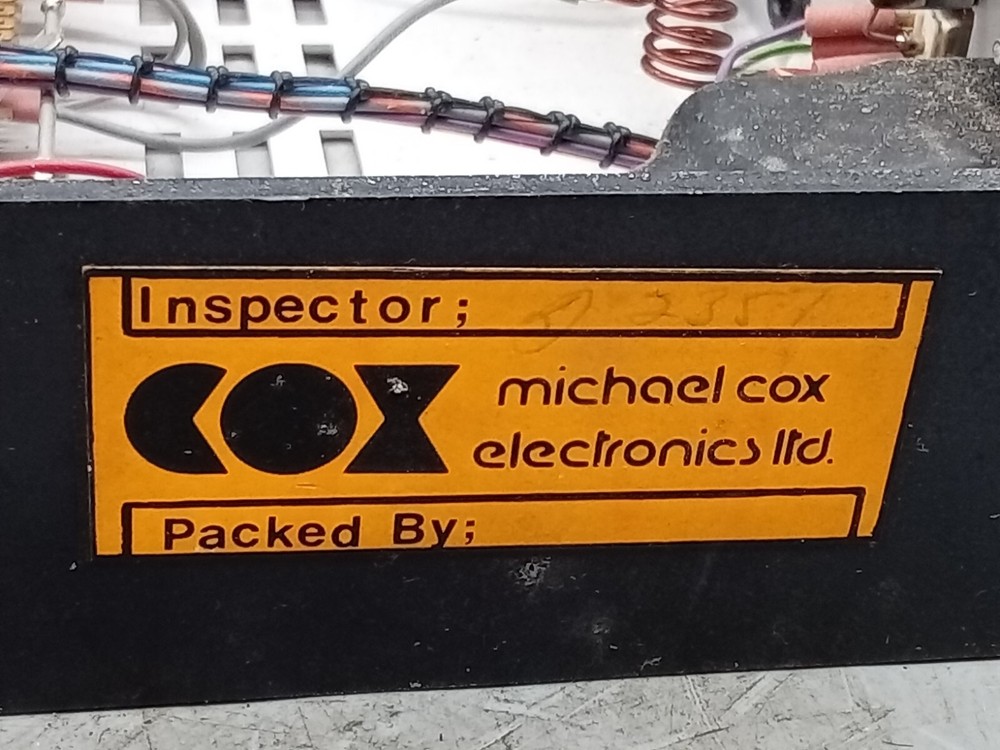 Inspector;
COX
michael cox
electronics ltd.
Packed By;